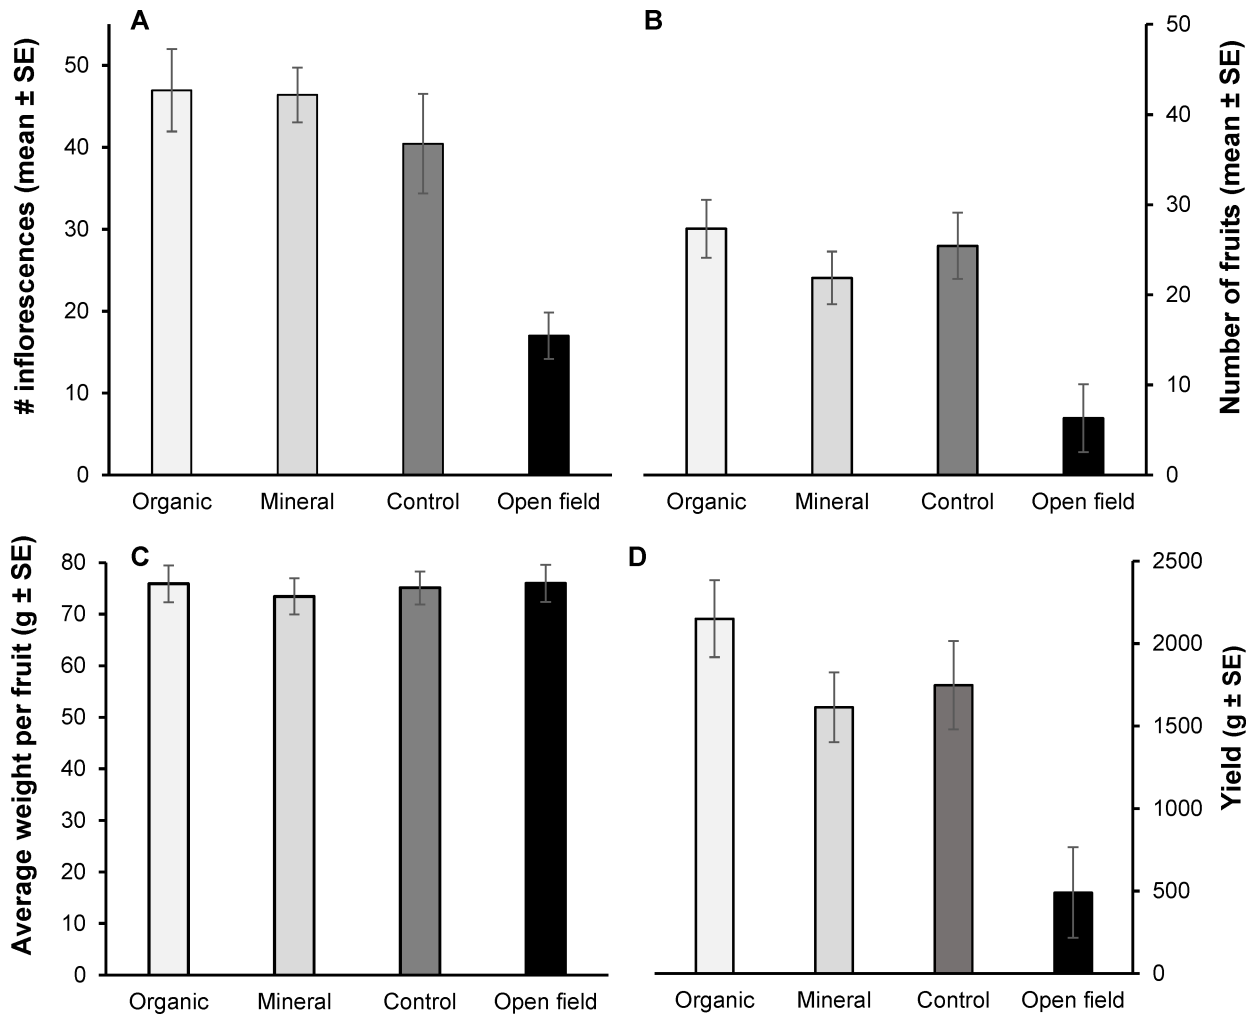 A
# inflorescences (mean ± SE)
50
40
30
20
10
0
Organic Mineral Control Open field
B
Number of fruits (mean ± SE)
50
40
30
20
10
0
Organic Mineral Control Open field
C
Average weight per fruit (g ± SE)
80
70
60
50
40
30
20
10
0
Organic Mineral Control Open field
D
Yield (g ± SE)
2500
2000
1500
1000
500
0
Organic Mineral Control Open field